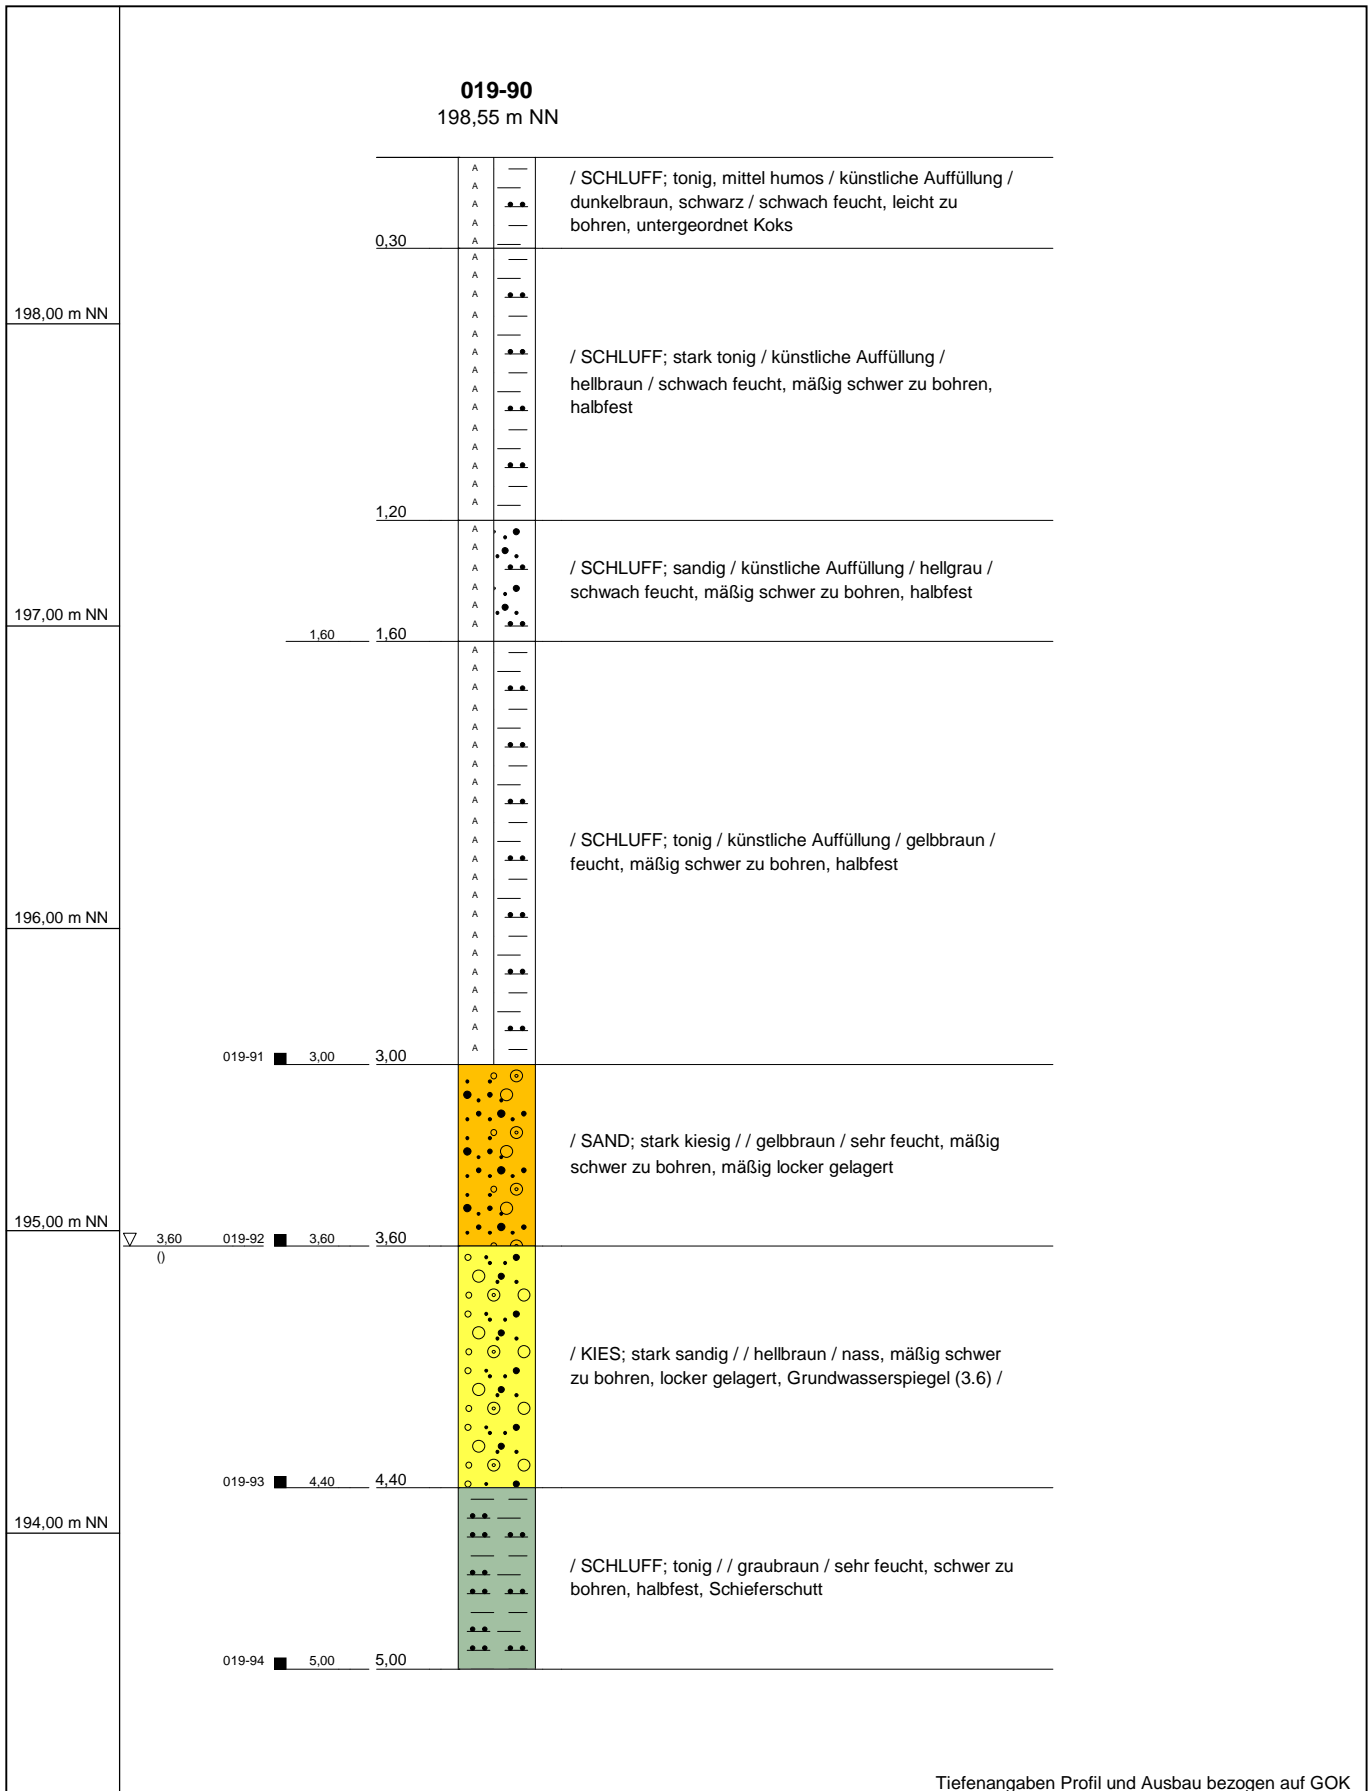 019-90
198,55 m NN
/ SCHLUFF; tonig, mittel humos / künstliche Auffüllung /
dunkelbraun, schwarz / schwach feucht, leicht zu
bohren, untergeordnet Koks
0,30
198,00 m NN
/ SCHLUFF; stark tonig / künstliche Auffüllung /
hellbraun / schwach feucht, mäßig schwer zu bohren,
halbfest
1,20
/ SCHLUFF; sandig / künstliche Auffüllung / hellgrau /
schwach feucht, mäßig schwer zu bohren, halbfest
197,00 m NN
1,60 1,60
/ SCHLUFF; tonig / künstliche Auffüllung / gelbbraun /
feucht, mäßig schwer zu bohren, halbfest
196,00 m NN
019-91 3,00 3,00
/ SAND; stark kiesig / / gelbbraun / sehr feucht, mäßig
schwer zu bohren, mäßig locker gelagert
195,00 m NN
3,60 019-92 3,60 3,60
()
/ KIES; stark sandig / / hellbraun / nass, mäßig schwer
zu bohren, locker gelagert, Grundwasserspiegel (3.6) /
019-93 4,40 4,40
194,00 m NN
/ SCHLUFF; tonig / / graubraun / sehr feucht, schwer zu
bohren, halbfest, Schieferschutt
019-94 5,00 5,00
Tiefenangaben Profil und Ausbau bezogen auf GOK